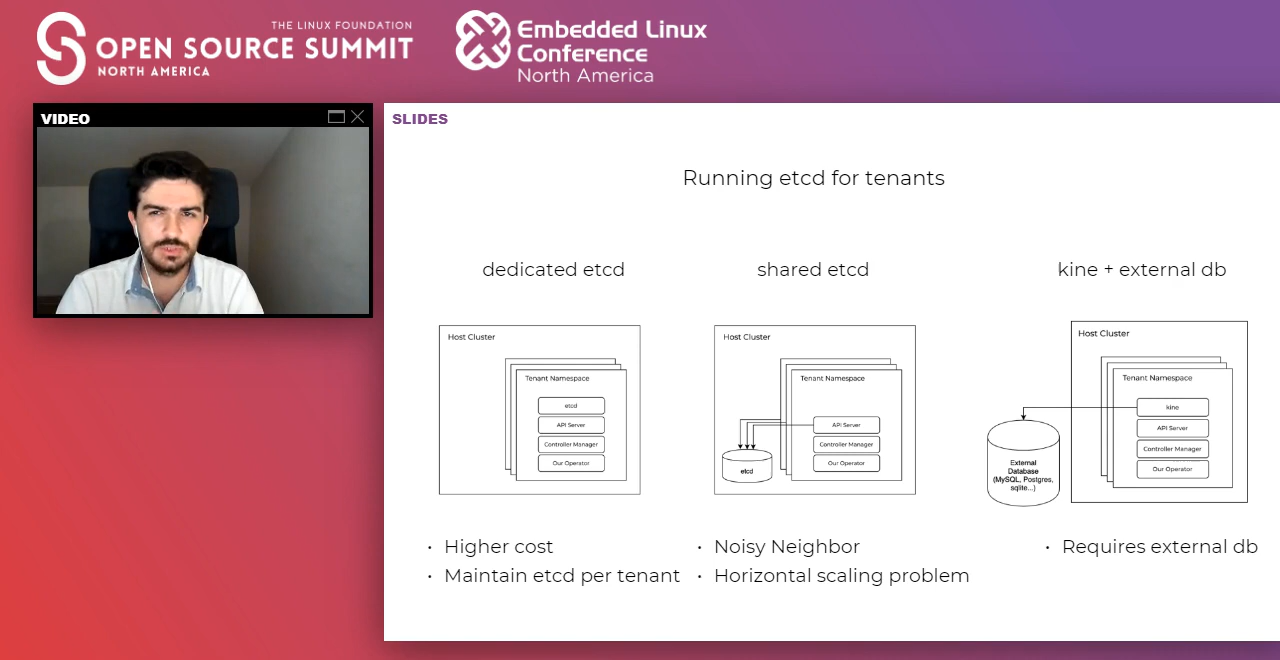 THE LINUX FOUNDATION
OPEN SOURCE SUMMIT
NORTH AMERICA
Embedded Linux
Conference
North America
VIDEO
SLIDES
Running etcd for tenants
dedicated etcd
Host Cluster
Tenant Namespace
etcd
API Server
Controller Manager
Our Operator
• Higher cost
• Maintain etcd per tenant
shared etcd
Host Cluster
Tenant Namespace
API Server
Controller Manager
Our Operator
etcd
• Noisy Neighbor
• Horizontal scaling problem
kine + external db
Host Cluster
Tenant Namespace
kine
API Server
Controller Manager
Our Operator
External
Database
(MySQL, Postgres,
sqlite...)
• Requires external db